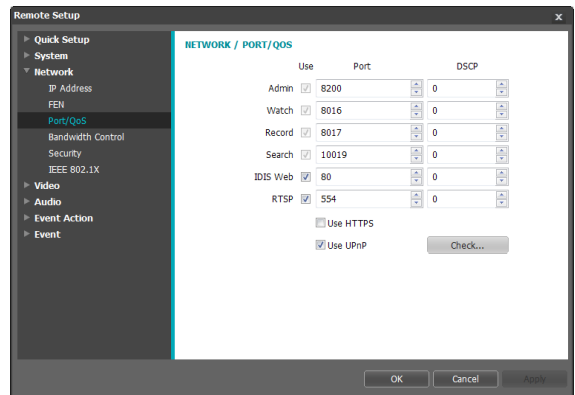 Remote Setup x
Quick Setup
System
Network
IP Address
FEN
Port/QoS
Bandwidth Control
Security
IEEE 802.1X
Video
Audio
Event Action
Event
NETWORK / PORT/QOS
Use Port DSCP
Admin 8200 0
Watch 8016 0
Record 8017 0
Search 10019 0
IDIS Web 80 0
RTSP 554 0
Use HTTPS
Use UPnP Check...
OK Cancel Apply